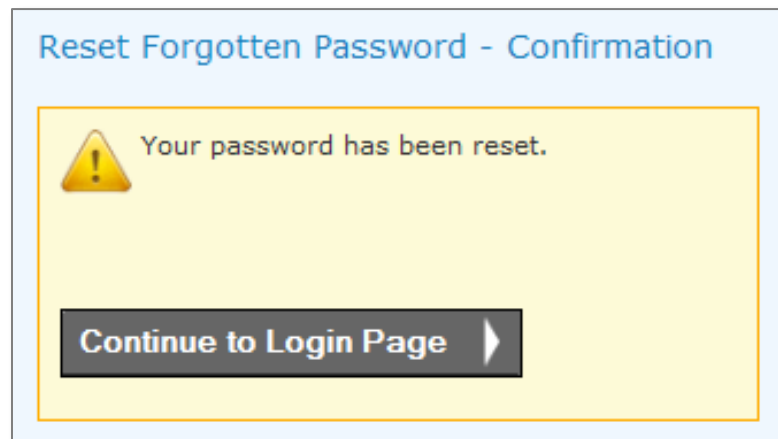 Reset Forgotten Password - Confirmation
Your password has been reset.
Continue to Login Page